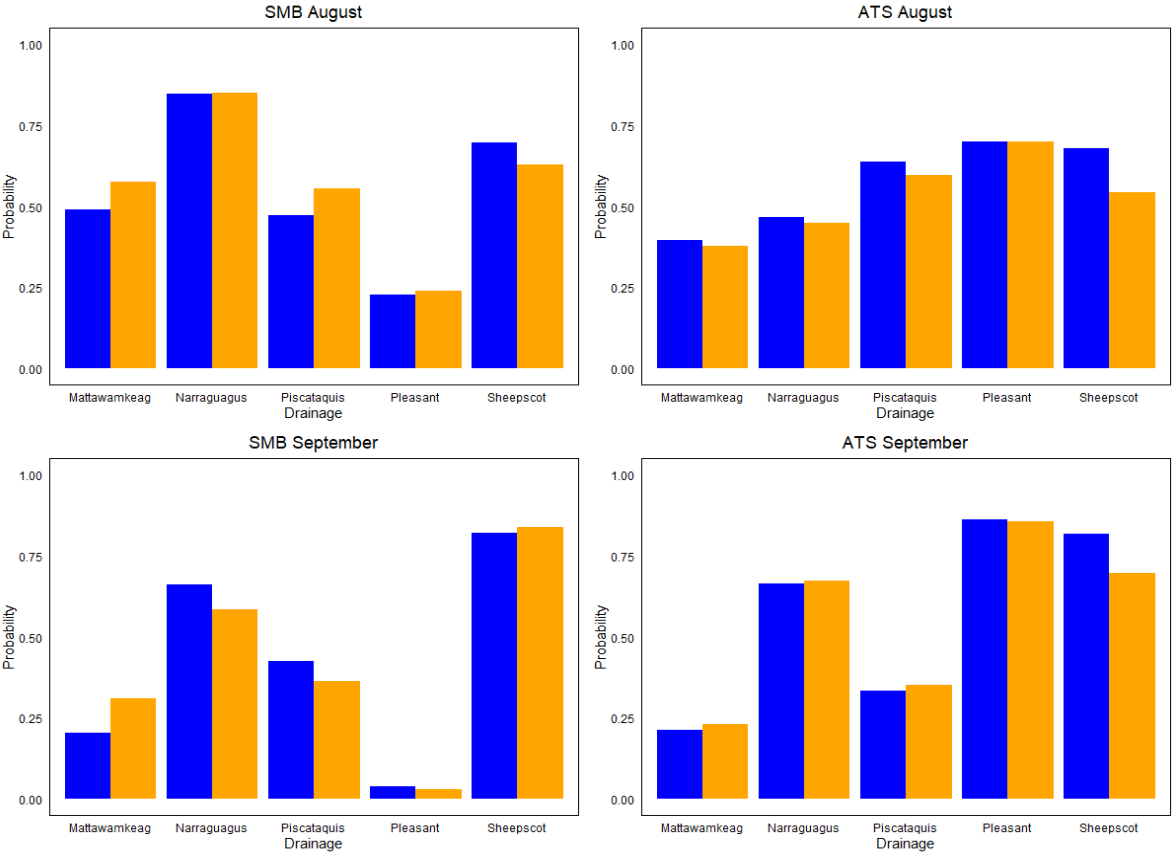 SMB August
1.00
0.75
0.50
0.25
0.00
Probability
Mattawamkeag Narraguagus Piscataquis Pleasant Sheepscot
Drainage
ATS August
1.00
0.75
0.50
0.25
0.00
Probability
Mattawamkeag Narraguagus Piscataquis Pleasant Sheepscot
Drainage
SMB September
1.00
0.75
0.50
0.25
0.00
Probability
Mattawamkeag Narraguagus Piscataquis Pleasant Sheepscot
Drainage
ATS September
1.00
0.75
0.50
0.25
0.00
Probability
Mattawamkeag Narraguagus Piscataquis Pleasant Sheepscot
Drainage